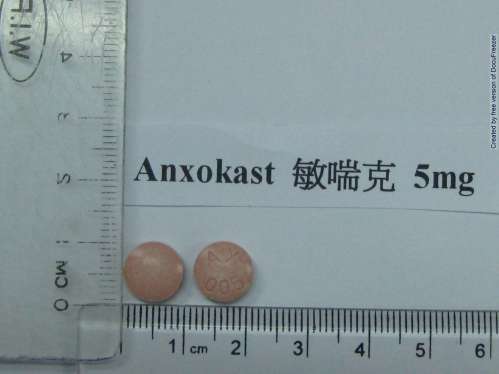 W.I.F
4
3
2
1
CM 0
Anxokast 敏喘克 5mg
AX
005
1 cm 2 3 4 5 6
Created by free version of DocuFreezer